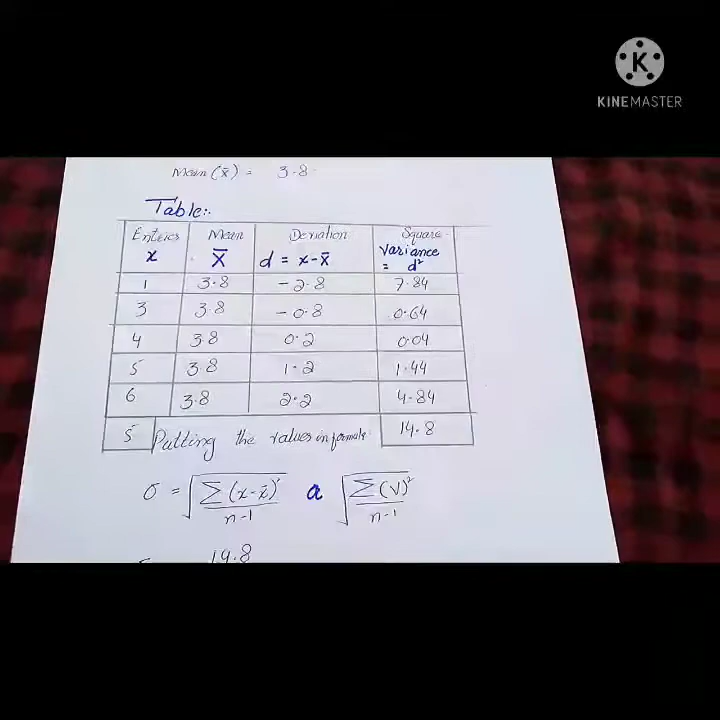 KINEMASTER
Mean (x̄) = 3.8
Table:-
Entries Mean Deviation Square
x X̄ d = x-x̄ variance
= d²
1 3.8 -2.8 7.84
3 3.8 -0.8 0.64
4 3.8 0.2 0.04
5 3.8 1.2 1.44
6 3.8 2.2 4.84
5 Putting the values in formula 14.8
σ = √Σ(x-x̄)²/n-1 a √Σ(V)²/n-1
14.8